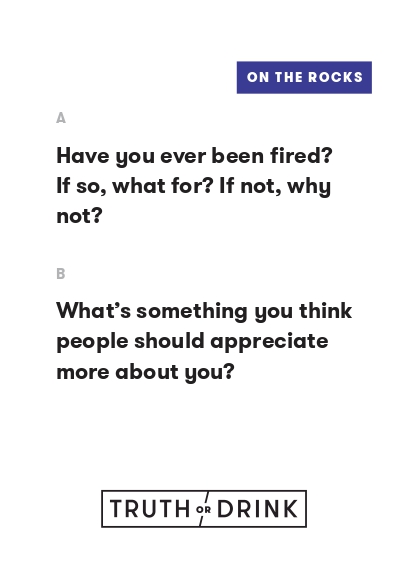 ON THE ROCKS
A
Have you ever been fired?
If so, what for? If not, why
not?
B
What's something you think
people should appreciate
more about you?
TRUTH OR DRINK